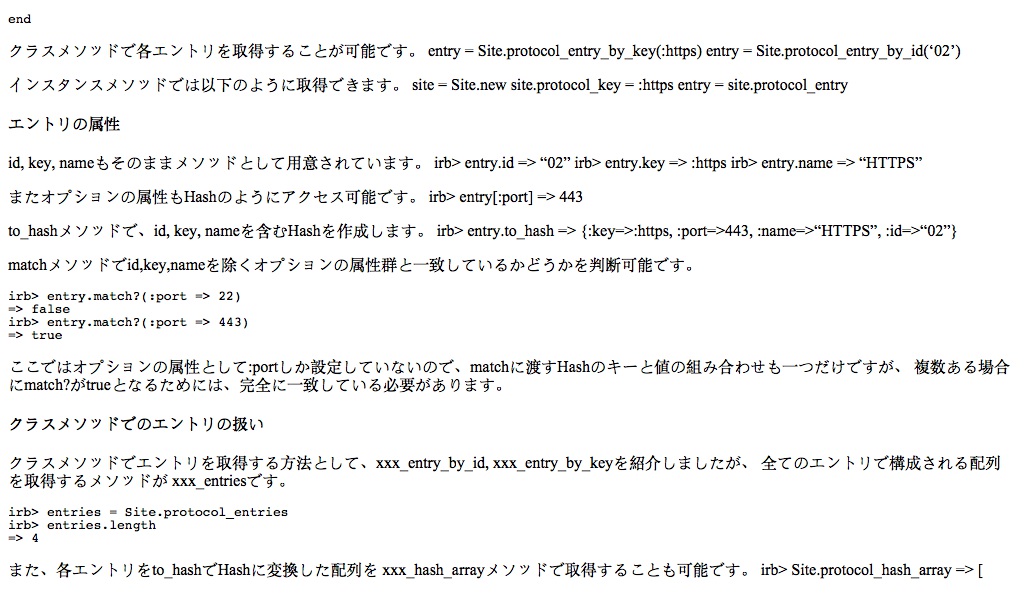 end
クラスメソッドで各エントリを取得することが可能です。 entry = Site.protocol_entry_by_key(:https) entry = Site.protocol_entry_by_id(‘02’)
インスタンスメソッドでは以下のように取得できます。 site = Site.new site.protocol_key = :https entry = site.protocol_entry
エントリの属性
id, key, nameもそのままメソッドとして用意されています。 irb> entry.id => “02” irb> entry.key => :https irb> entry.name => “HTTPS”
またオプションの属性もHashのようにアクセス可能です。 irb> entry[:port] => 443
to_hashメソッドで、id, key, nameを含むHashを作成します。 irb> entry.to_hash => {:key=>:https, :port=>443, :name=>“HTTPS”, :id=>“02”}
matchメソッドでid,key,nameを除くオプションの属性群と一致しているかどうかを判断可能です。
irb> entry.match?(:port => 22)
=> false
irb> entry.match?(:port => 443)
=> true
ここではオプションの属性として:portしか設定していないので、matchに渡すHashのキーと値の組み合わせも一つだけですが、 複数ある場合
にmatch?がtrueとなるためには、完全に一致している必要があります。
クラスメソッドでのエントリの扱い
クラスメソッドでエントリを取得する方法として、xxx_entry_by_id, xxx_entry_by_keyを紹介しましたが、 全てのエントリで構成される配列
を取得するメソッドが xxx_entriesです。
irb> entries = Site.protocol_entries
irb> entries.length
=> 4
また、各エントリをto_hashでHashに変換した配列を xxx_hash_arrayメソッドで取得することも可能です。 irb> Site.protocol_hash_array => [